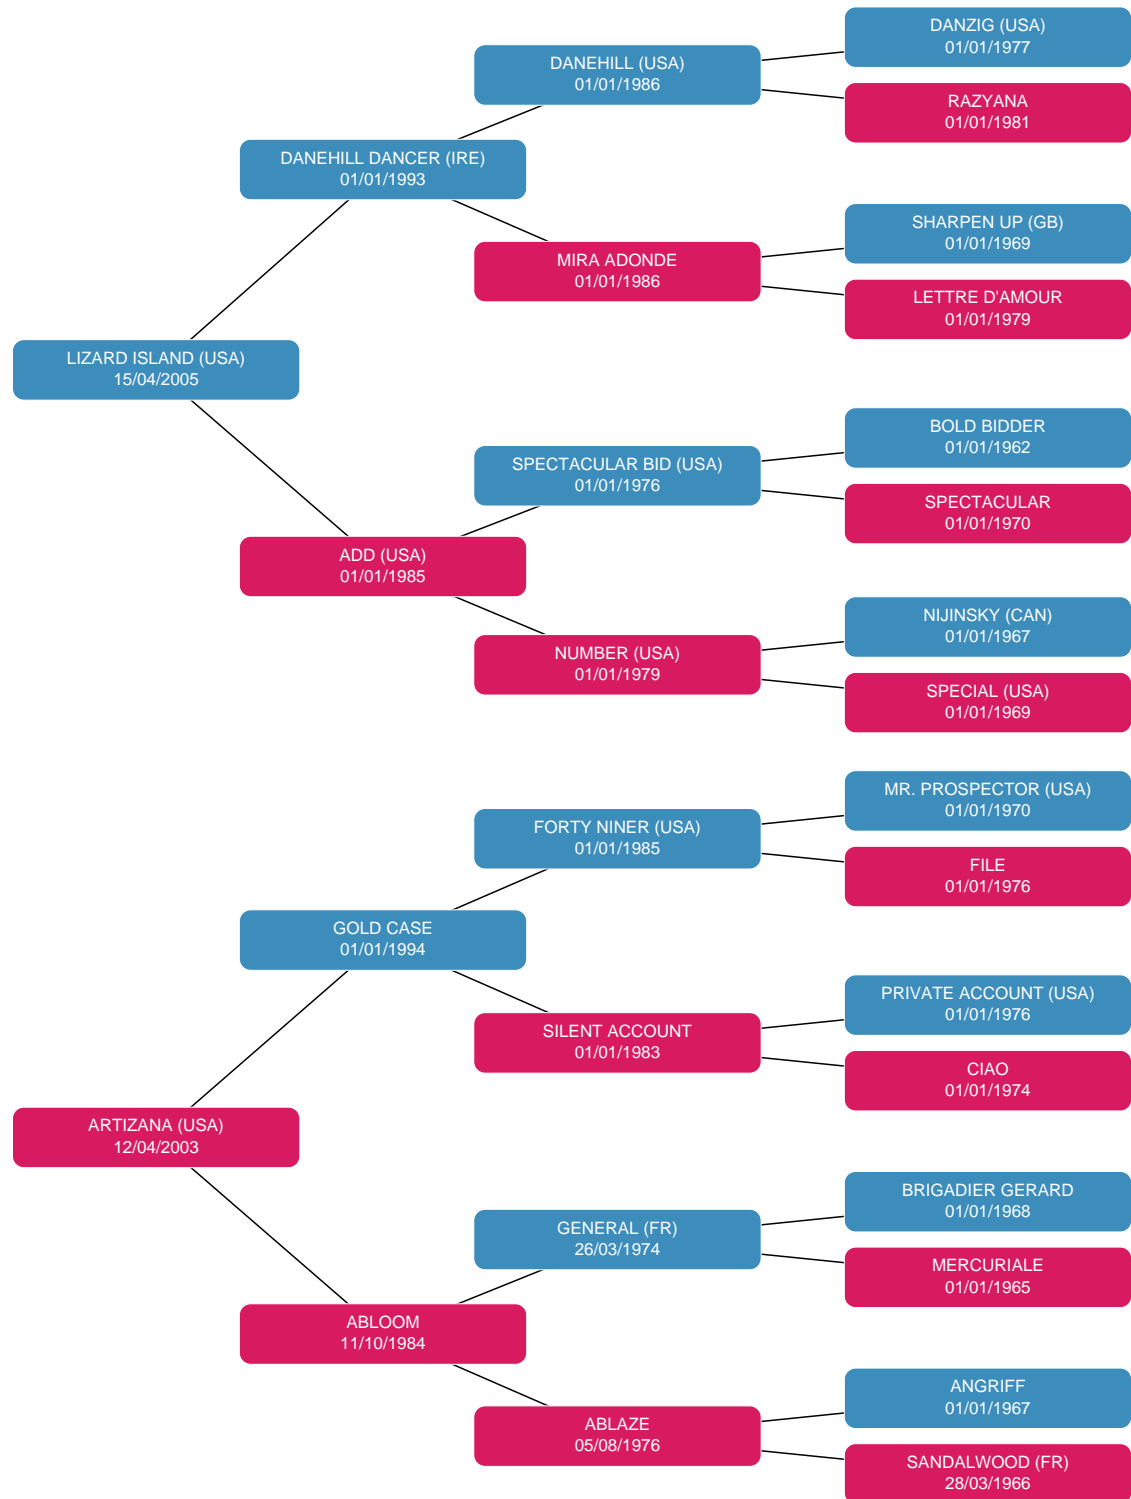 DANZIG (USA)
01/01/1977
DANEHILL (USA)
01/01/1986
RAZYANA
01/01/1981
DANEHILL DANCER (IRE)
01/01/1993
SHARPEN UP (GB)
01/01/1969
MIRA ADONDE
01/01/1986
LETTRE D'AMOUR
01/01/1979
LIZARD ISLAND (USA)
15/04/2005
BOLD BIDDER
01/01/1962
SPECTACULAR BID (USA)
01/01/1976
SPECTACULAR
01/01/1970
ADD (USA)
01/01/1985
NIJINSKY (CAN)
01/01/1967
NUMBER (USA)
01/01/1979
SPECIAL (USA)
01/01/1969
MR. PROSPECTOR (USA)
01/01/1970
FORTY NINER (USA)
01/01/1985
FILE
01/01/1976
GOLD CASE
01/01/1994
PRIVATE ACCOUNT (USA)
01/01/1976
SILENT ACCOUNT
01/01/1983
CIAO
01/01/1974
ARTIZANA (USA)
12/04/2003
BRIGADIER GERARD
01/01/1968
GENERAL (FR)
26/03/1974
MERCURIALE
01/01/1965
ABLOOM
11/10/1984
ANGRIFF
01/01/1967
ABLAZE
05/08/1976
SANDALWOOD (FR)
28/03/1966